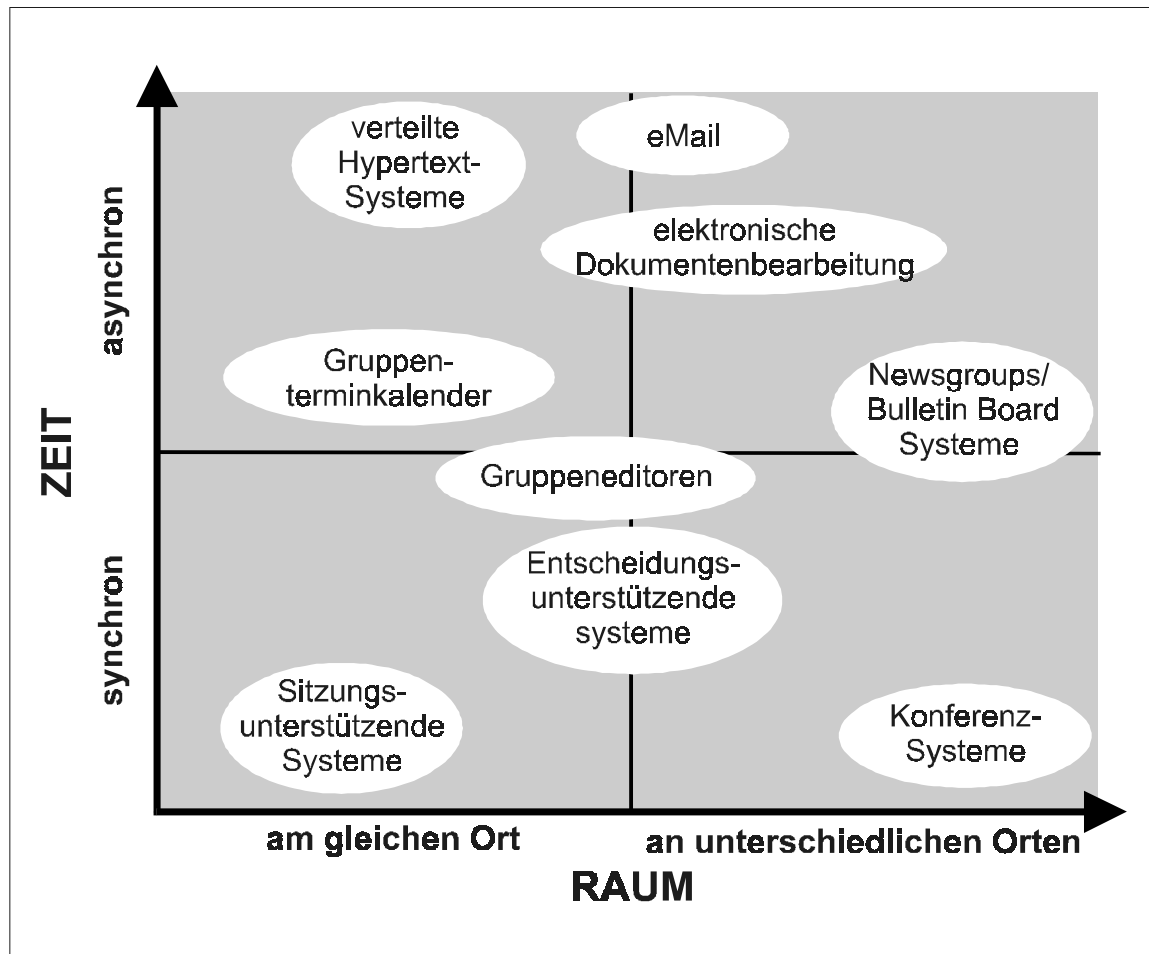 verteilte
Hypertext-
Systeme
eMail
elektronische
Dokumentenbearbeitung
asynchron
Gruppen-
terminkalender
Newsgroups/
Bulletin Board
Systeme
ZEIT
Gruppeneditoren
Entscheidungs-
unterstützende
systeme
synchron
Sitzungs-
unterstützende
Systeme
Konferenz-
Systeme
am gleichen Ort
an unterschiedlichen Orten
RAUM